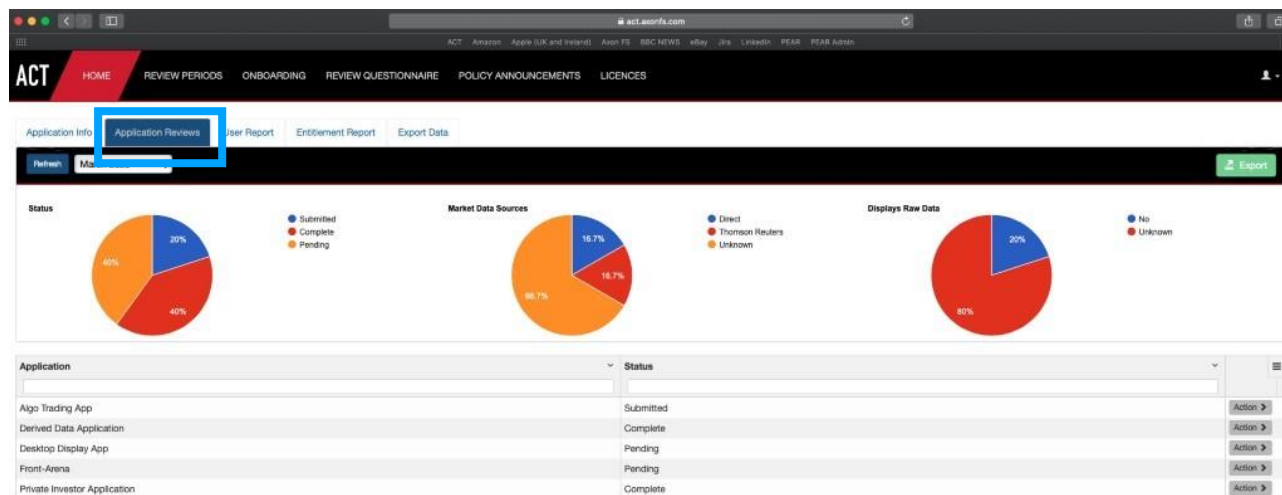 act.axonfs.com
ACT Amazon Apple (UK and Ireland) Axon FS BBC NEWS eBay Jira LinkedIn PEAR PEAR Admin
ACT HOME REVIEW PERIODS ONBOARDING REVIEW QUESTIONNAIRE POLICY ANNOUNCEMENTS LICENCES
Application Info Application Reviews User Report Entitlement Report Export Data
Refresh Export
Status Market Data Sources Displays Raw Data
Submitted Direct No
Complete Thomson Reuters Unknown
Pending Unknown
20% 16.7% 20%
40% 16.7%
40% 66.7% 80%
Application Status
Algo Trading App Submitted Action
Derived Data Application Complete Action
Desktop Display App Pending Action
Front-Arena Pending Action
Private Investor Application Complete Action